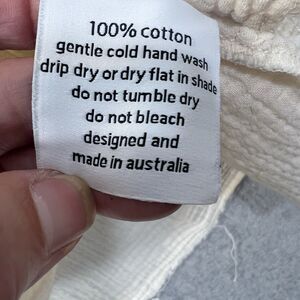 100% cotton
gentle cold hand wash
drip dry or dry flat in shade
do not tumble dry
do not bleach
designed and
made in australia